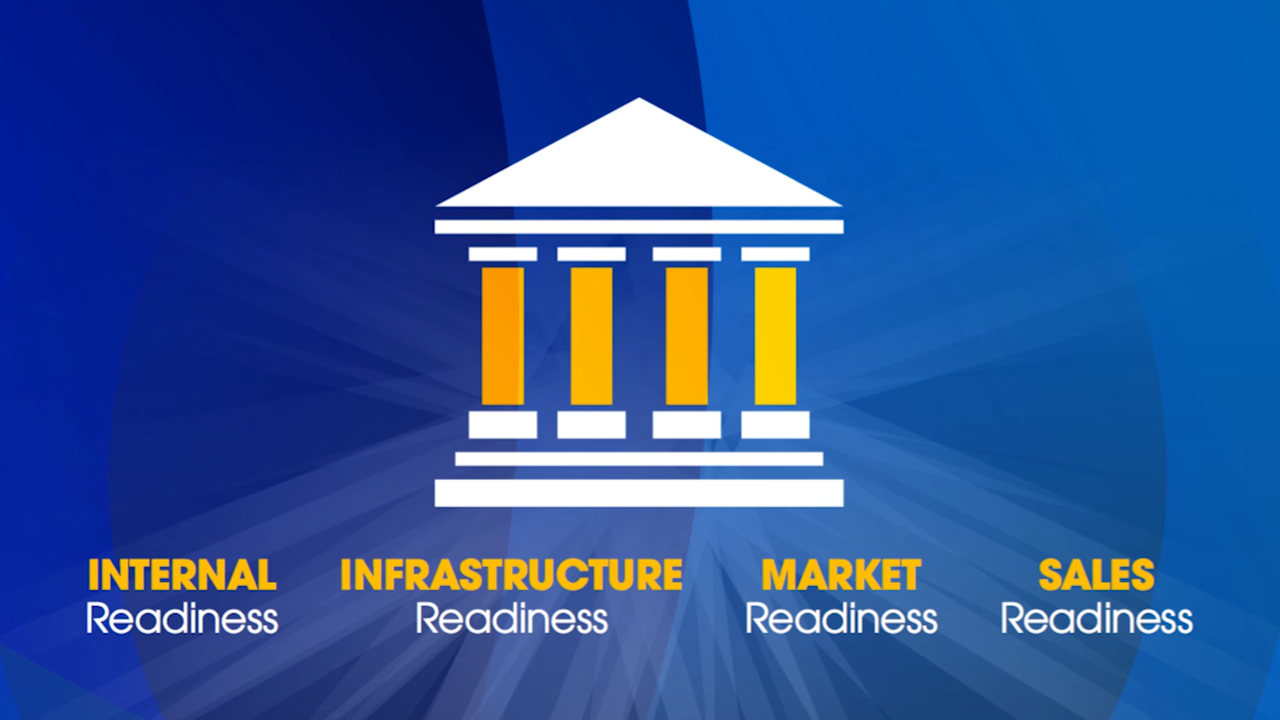 INTERNAL
Readiness
INFRASTRUCTURE
Readiness
MARKET
Readiness
SALES
Readiness